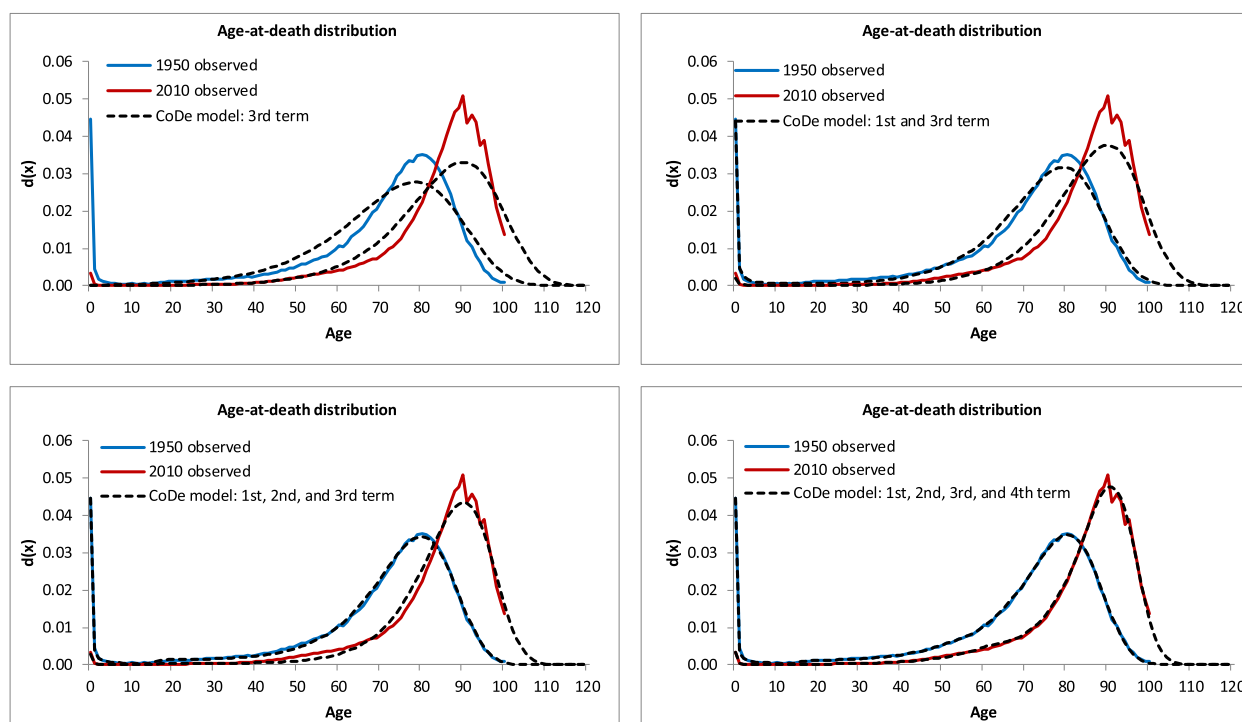 Age-at-death distribution
1950 observed
2010 observed
CoDe model: 3rd term
d(x)
0.06
0.05
0.04
0.03
0.02
0.01
0.00
0 10 20 30 40 50 60 70 80 90 100 110 120
Age
Age-at-death distribution
1950 observed
2010 observed
CoDe model: 1st and 3rd term
d(x)
0.06
0.05
0.04
0.03
0.02
0.01
0.00
0 10 20 30 40 50 60 70 80 90 100 110 120
Age
Age-at-death distribution
1950 observed
2010 observed
CoDe model: 1st, 2nd, and 3rd term
d(x)
0.06
0.05
0.04
0.03
0.02
0.01
0.00
0 10 20 30 40 50 60 70 80 90 100 110 120
Age
Age-at-death distribution
1950 observed
2010 observed
CoDe model: 1st, 2nd, 3rd, and 4th term
d(x)
0.06
0.05
0.04
0.03
0.02
0.01
0.00
0 10 20 30 40 50 60 70 80 90 100 110 120
Age